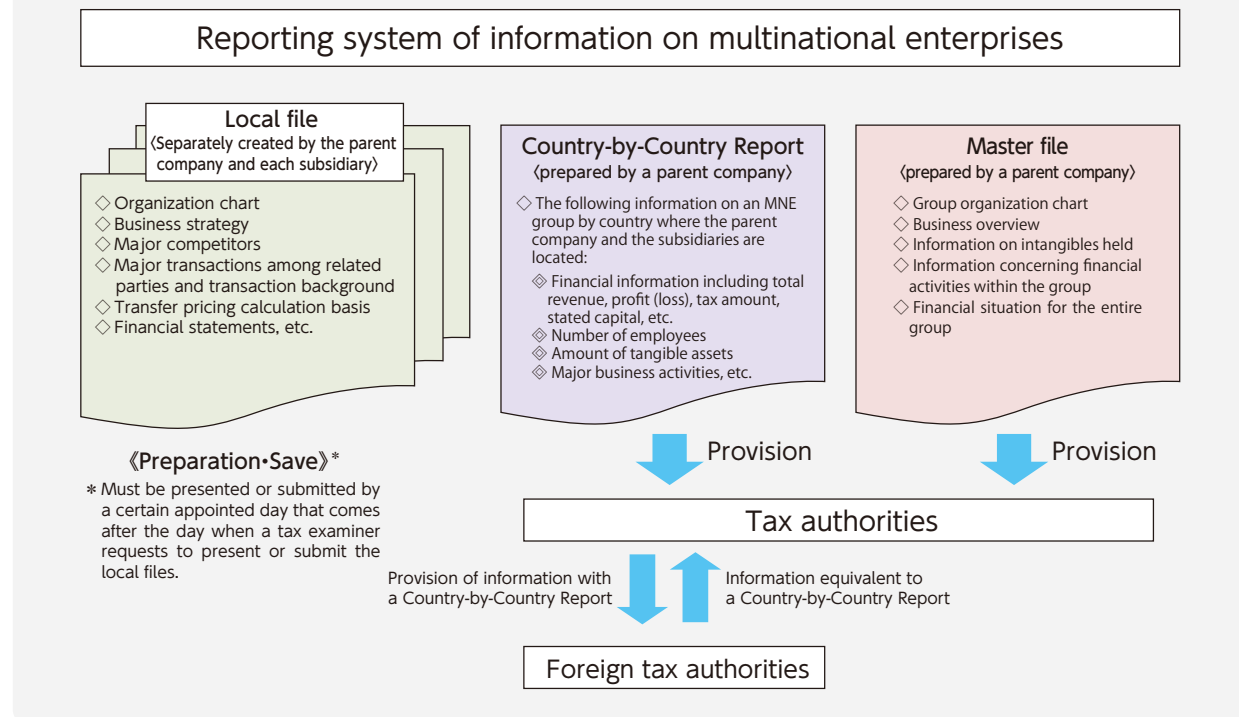 Reporting system of information on multinational enterprises
Local file
〈Separately created by the parent
company and each subsidiary〉
◇ Organization chart
◇ Business strategy
◇ Major competitors
◇ Major transactions among related
parties and transaction background
◇ Transfer pricing calculation basis
◇ Financial statements, etc.
《Preparation・Save》*
* Must be presented or submitted by
a certain appointed day that comes
after the day when a tax examiner
requests to present or submit the
local files.
Country-by-Country Report
〈prepared by a parent company〉
◇ The following information on an MNE
group by country where the parent
company and the subsidiaries are
located:
◈ Financial information including total
revenue, profit (loss), tax amount,
stated capital, etc.
◈ Number of employees
◈ Amount of tangible assets
◈ Major business activities, etc.
Master file
〈prepared by a parent company〉
◇ Group organization chart
◇ Business overview
◇ Information on intangibles held
◇ Information concerning financial
activities within the group
◇ Financial situation for the entire
group
Provision
Provision
Tax authorities
Provision of information with
a Country-by-Country Report
Information equivalent to
a Country-by-Country Report
Foreign tax authorities